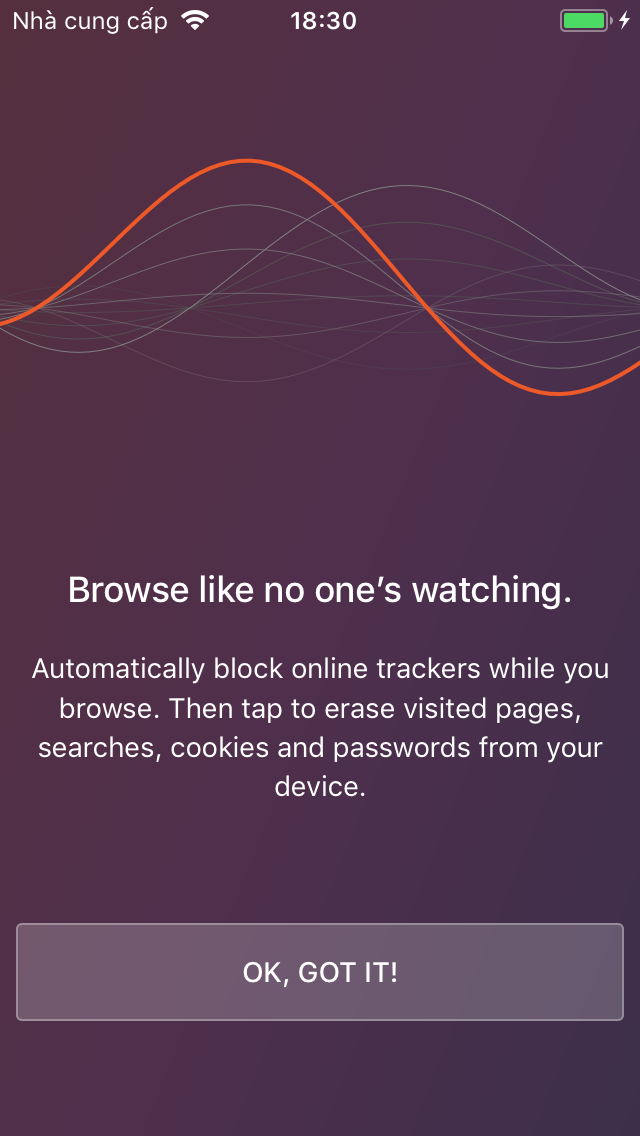 Nhà cung cấp 18:30
Browse like no one’s watching.
Automatically block online trackers while you
browse. Then tap to erase visited pages,
searches, cookies and passwords from your
device.
OK, GOT IT!